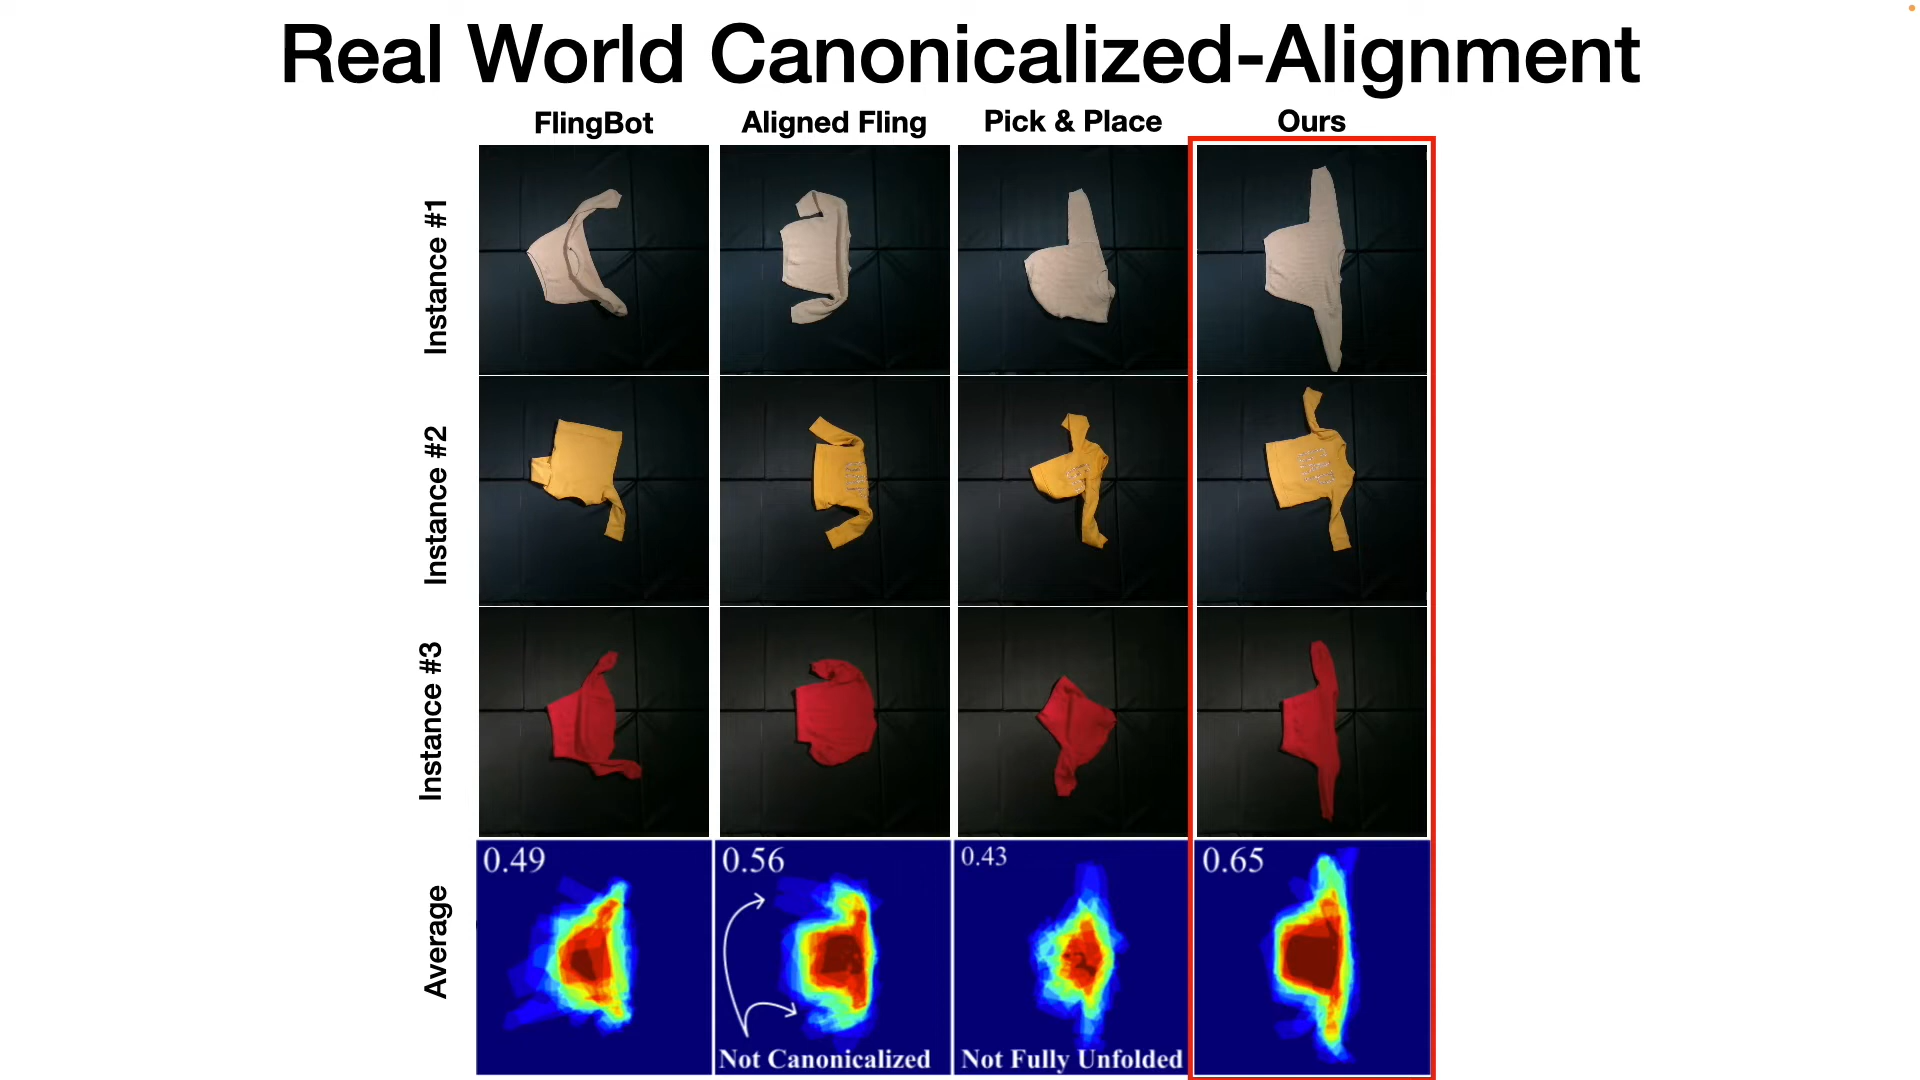 Real World Canonicalized-Alignment
FlingBot
Aligned Fling
Pick & Place
Ours
Instance #1
Instance #2
Instance #3
Average
0.49
0.56
0.43
0.65
Not Canonicalized
Not Fully Unfolded